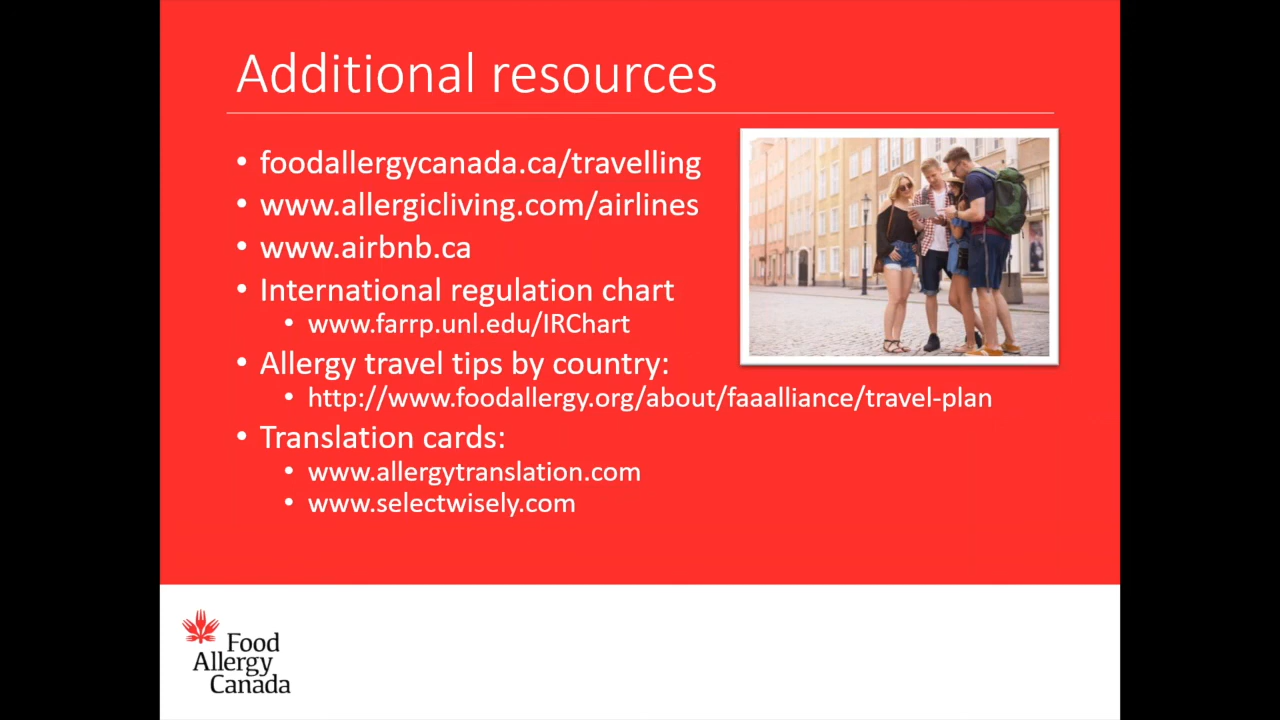 Additional resources
• foodallergycanada.ca/travelling
• www.allergicliving.com/airlines
• www.airbnb.ca
• International regulation chart
• www.farrp.unl.edu/IRChart
• Allergy travel tips by country:
• http://www.foodallergy.org/about/faaalliance/travel-plan
• Translation cards:
• www.allergytranslation.com
• www.selectwisely.com
Food
Allergy
Canada